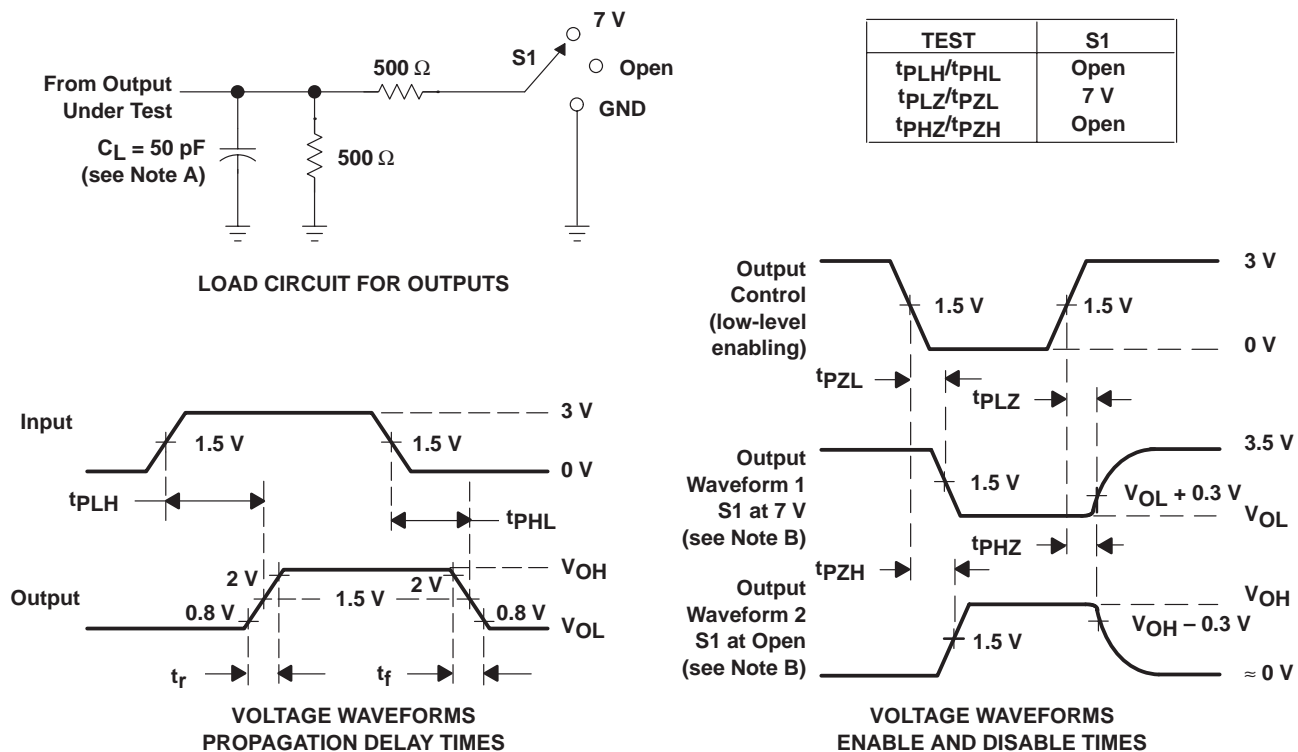 7 V
S1
Open
GND
500 Ω
From Output
Under Test
CL = 50 pF
(see Note A)
500 Ω
LOAD CIRCUIT FOR OUTPUTS
TEST S1
tPLH/tPHL Open
tPLZ/tPZL 7 V
tPHZ/tPZH Open
Input
3 V
1.5 V
1.5 V
0 V
tPLH
tPHL
Output
VOH
2 V
2 V
1.5 V
0.8 V
0.8 V
VOL
tr
tf
VOLTAGE WAVEFORMS
PROPAGATION DELAY TIMES
Output
Control
(low-level
enabling)
3 V
1.5 V
1.5 V
0 V
tPZL
tPLZ
Output
Waveform 1
S1 at 7 V
(see Note B)
3.5 V
1.5 V
VOL + 0.3 V
VOL
tPZH
tPHZ
Output
Waveform 2
S1 at Open
(see Note B)
VOH
1.5 V
VOH – 0.3 V
≈ 0 V
VOLTAGE WAVEFORMS
ENABLE AND DISABLE TIMES